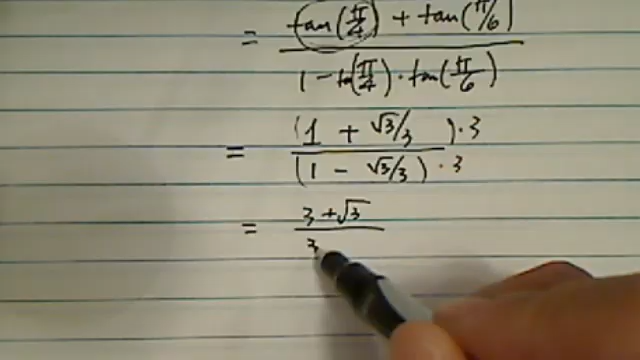 = tan(π/4) + tan(π/6)
1 - tan(π/4) · tan(π/6)
= (1 + √3/3) · 3
(1 - √3/3) · 3
= 3 + √3
3